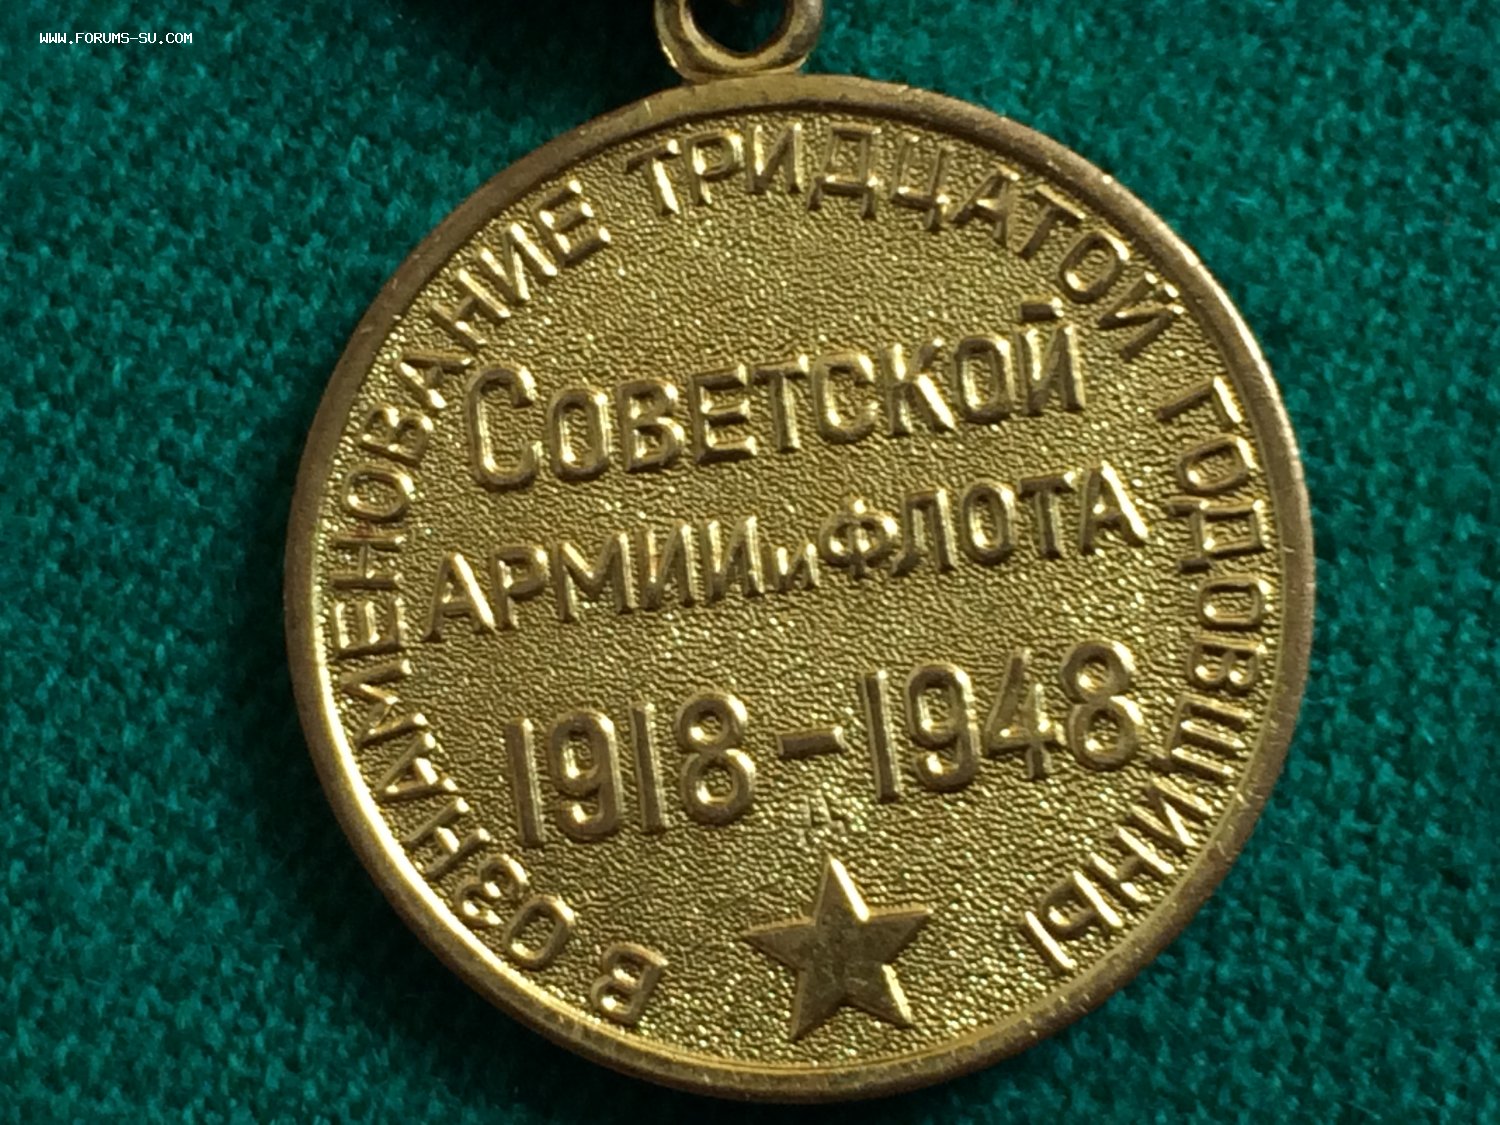 WWW.FORUMS-SU.COM
В ОЗНАМЕНОВАНИЕ ТРИДЦАТОЙ ГОДОВЩИНЫ
СОВЕТСКОЙ
АРМИИ и ФЛОТА
1918-1948